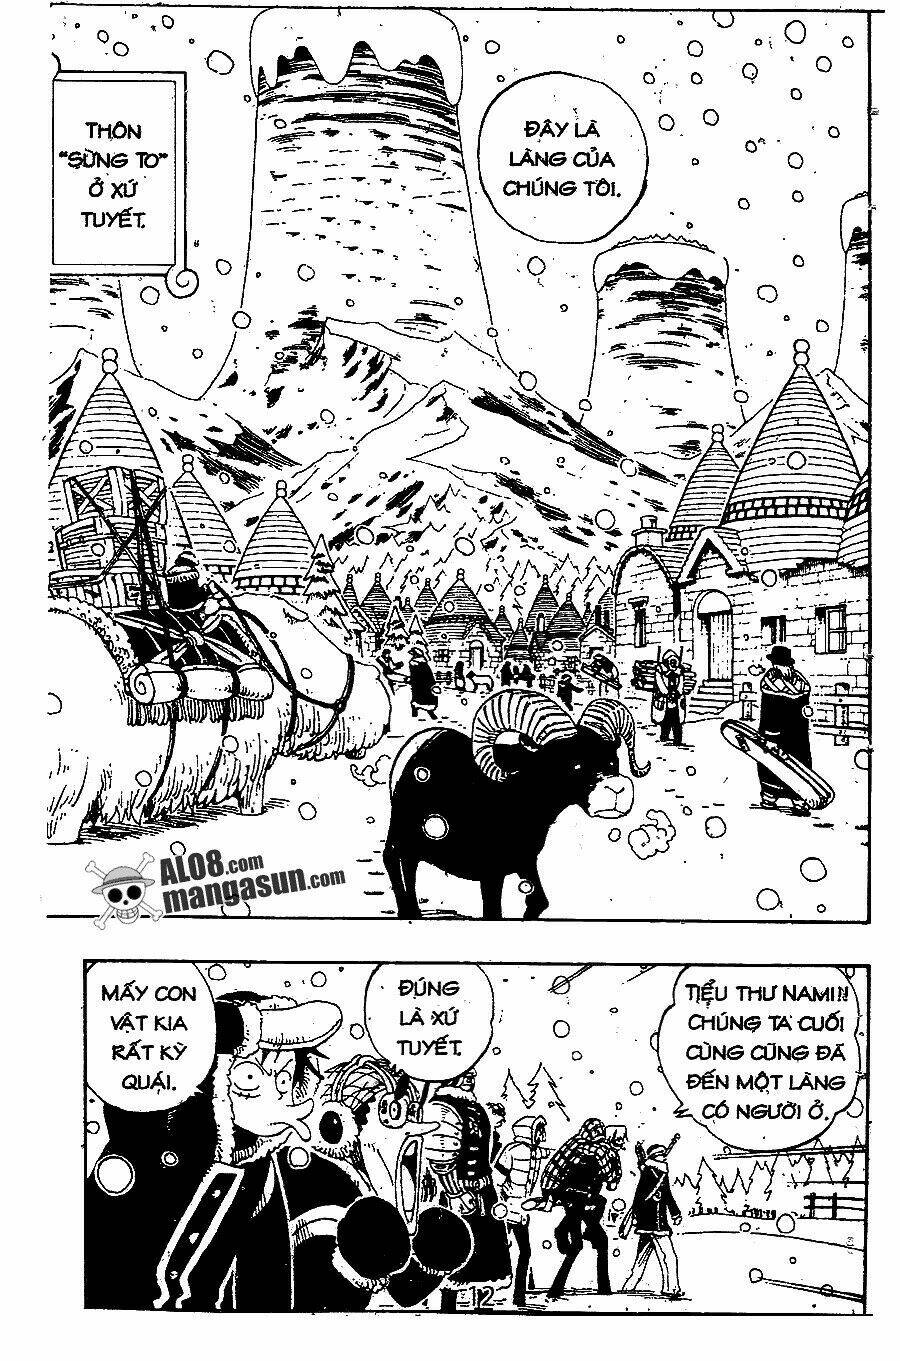 THÔN
"SỪNG TO"
Ở XỨ
TUYẾT.
ĐÂY LÀ
LÀNG CỦA
CHÚNG TÔI.
AL08.com
mangasun.com
MẤY CON
VẬT KIA
RẤT KỲ
QUÁI.
ĐÚNG
LÀ XỨ
TUYẾT.
TIỂU THƯ NAMI!!
CHÚNG TA CUỐI
CÙNG CŨNG ĐÃ
ĐẾN MỘT LÀNG
CÓ NGƯỜI Ở.
12